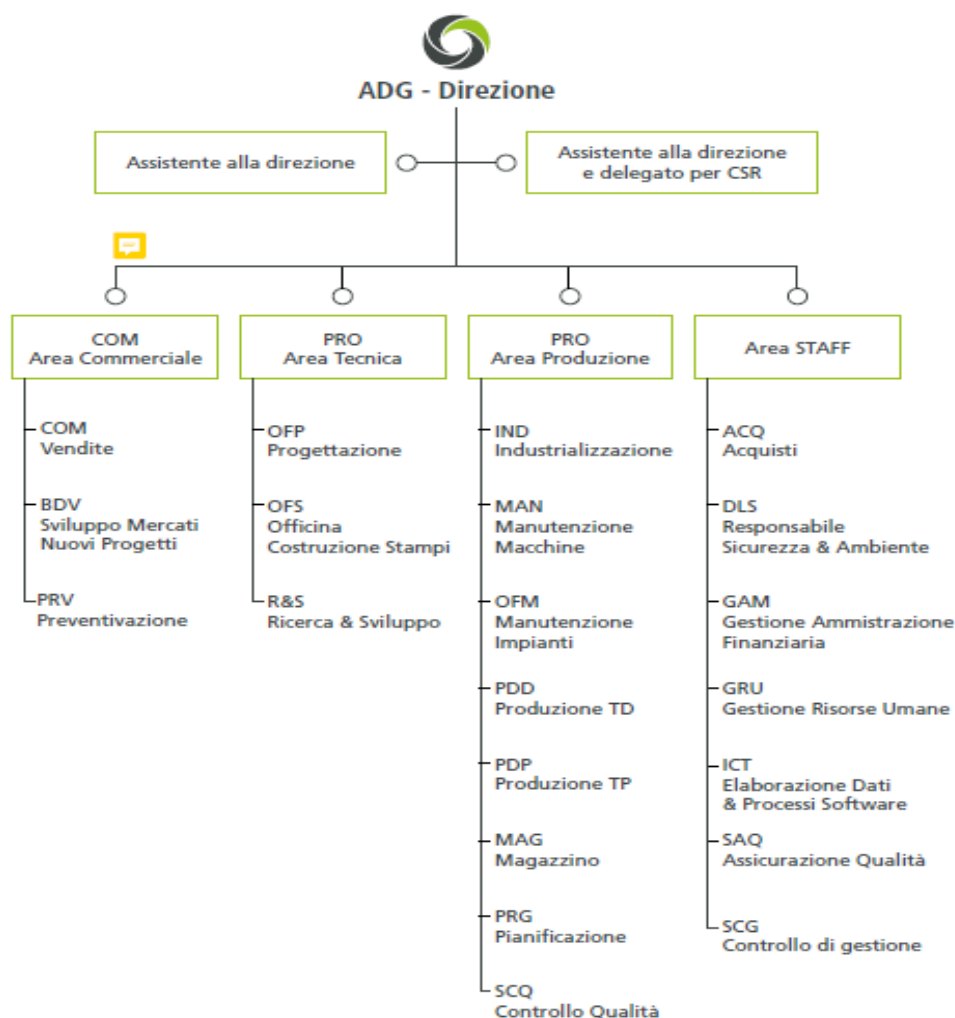 ADG - Direzione
Assistente alla direzione
Assistente alla direzione
e delegato per CSR
COM
Area Commerciale
PRO
Area Tecnica
PRO
Area Produzione
Area STAFF
COM
Vendite
BDV
Sviluppo Mercati
Nuovi Progetti
PRV
Preventivazione
OFP
Progettazione
OFS
Officina
Costruzione Stampi
R&S
Ricerca & Sviluppo
IND
Industrializzazione
MAN
Manutenzione
Macchine
OFM
Manutenzione
Impianti
PDD
Produzione TD
PDP
Produzione TP
MAG
Magazzino
PRG
Pianificazione
SCQ
Controllo Qualità
ACQ
Acquisti
DLS
Responsabile
Sicurezza & Ambiente
GAM
Gestione Ammistrazione
Finanziaria
GRU
Gestione Risorse Umane
ICT
Elaborazione Dati
& Processi Software
SAQ
Assicurazione Qualità
SCG
Controllo di gestione